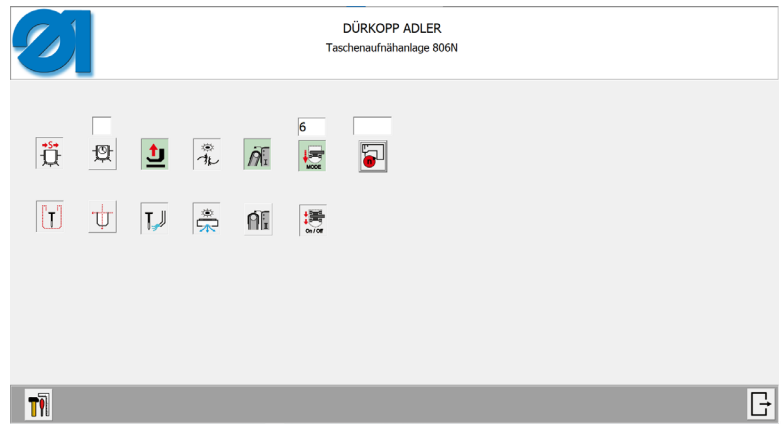 DÜRKOPP ADLER
Taschenaufnähanlage 806N
6
S
MODE
On / Off